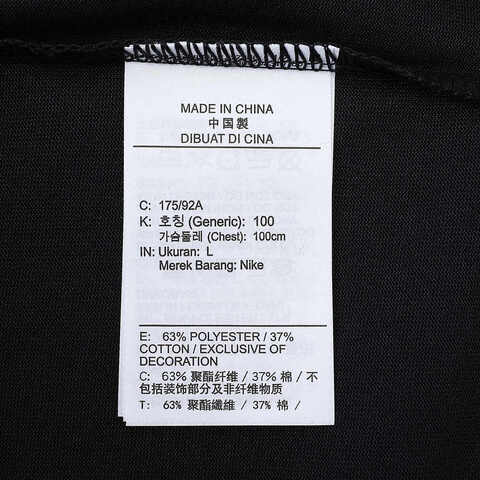 MADE IN CHINA
中国製
DIBUAT DI CINA
C: 175/92A
K: 호칭 (Generic): 100
가슴둘레 (Chest): 100cm
IN: Ukuran: L
Merek Barang: Nike
E: 63% POLYESTER / 37%
COTTON / EXCLUSIVE OF
DECORATION
C: 63% 聚酯纤维 / 37% 棉 / 不
包括装饰部分及非纤维物质
T: 63% 聚酯纖維 / 37% 棉 /